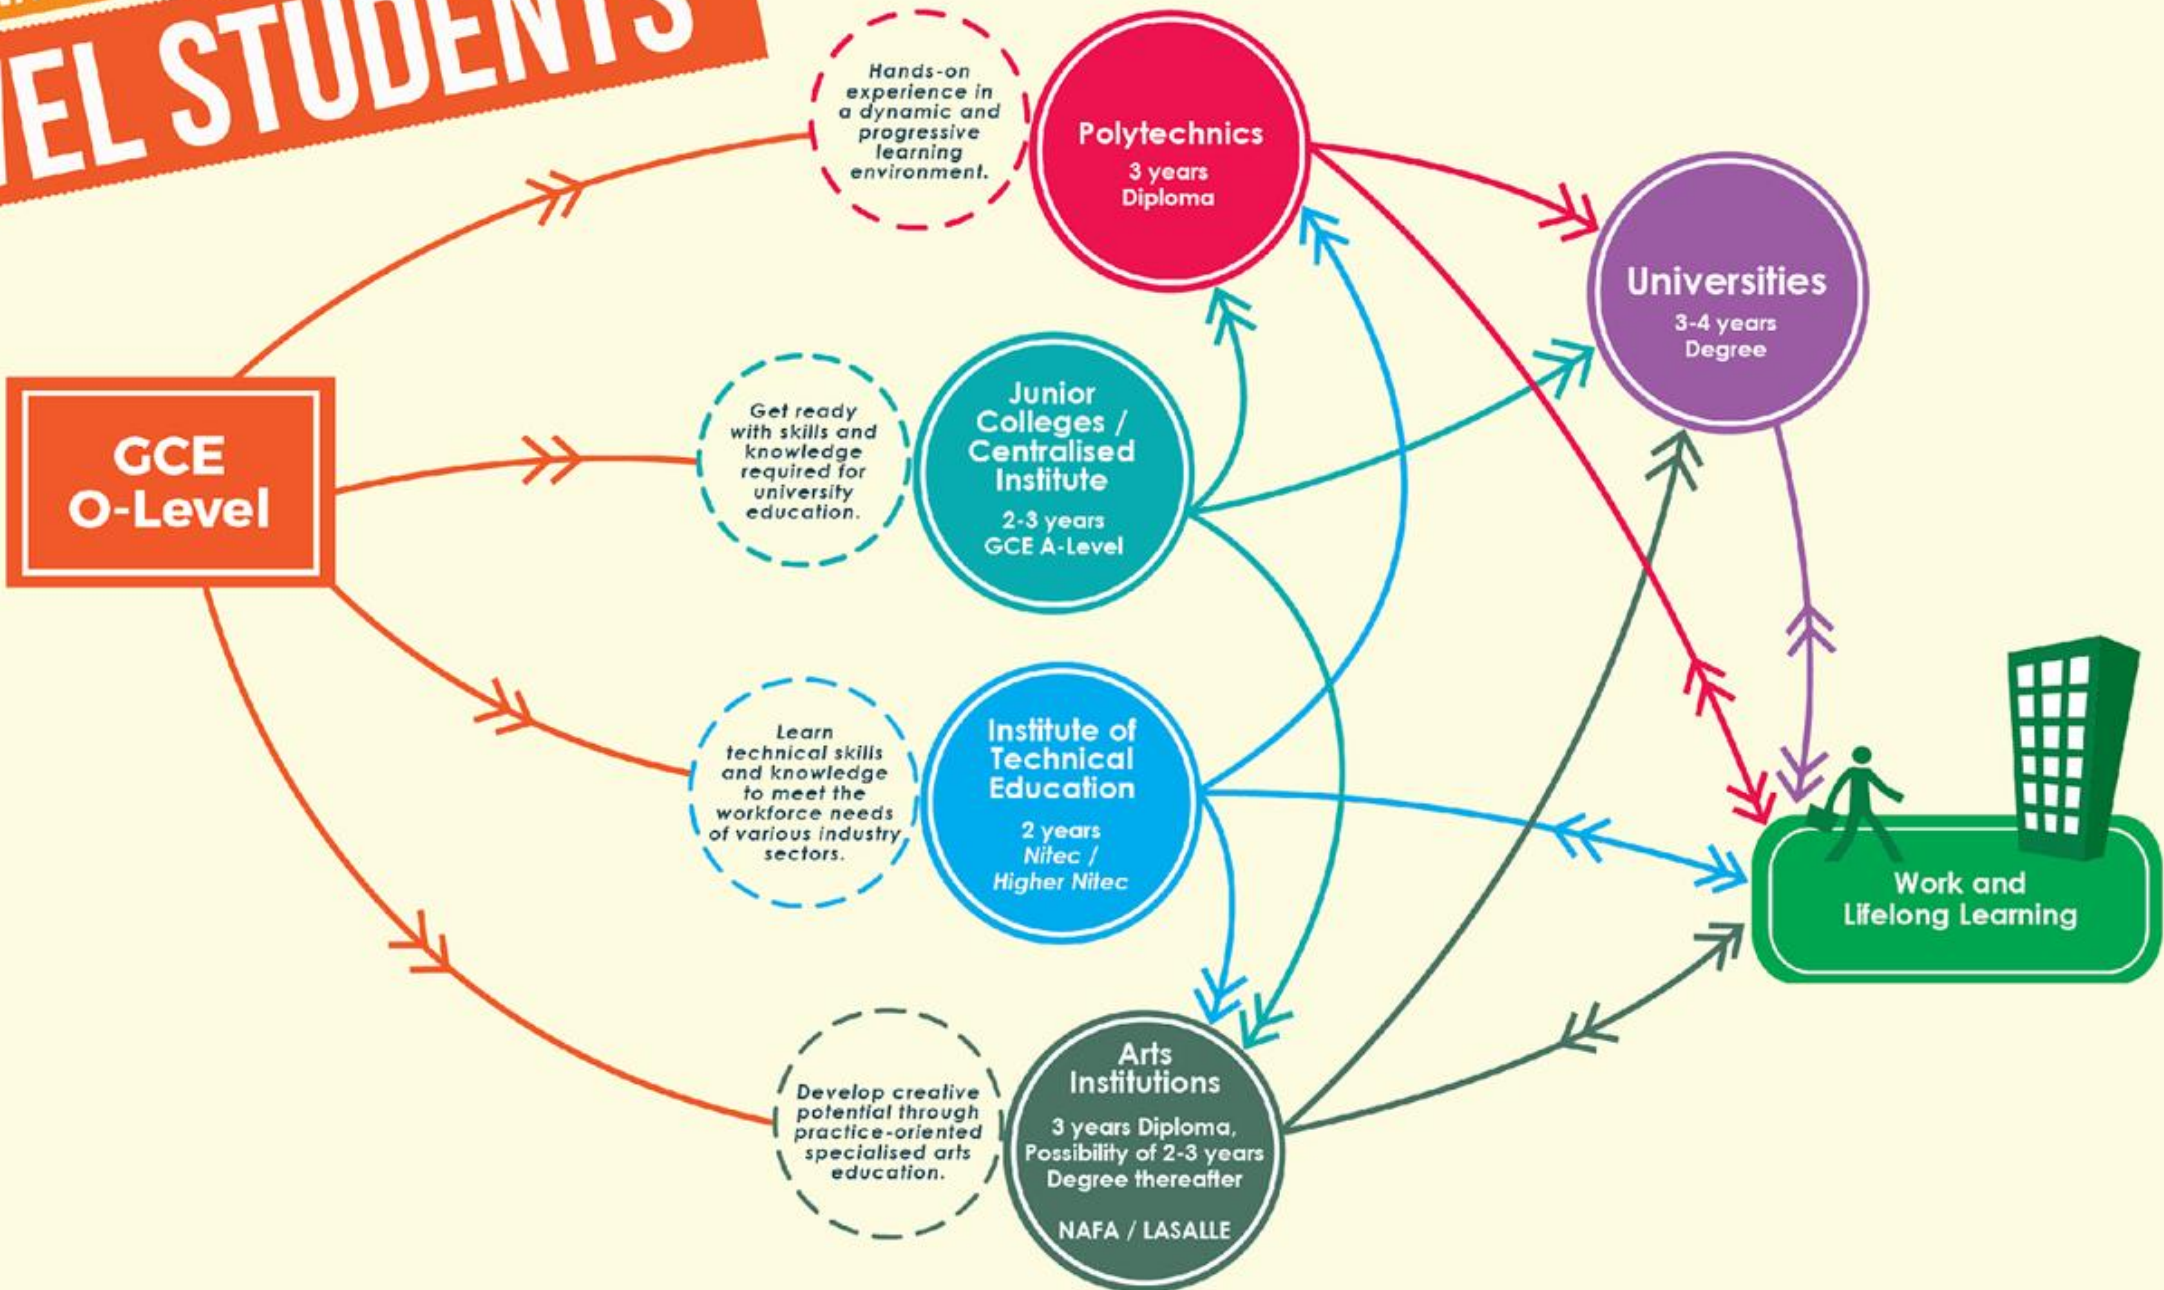 STUDENTS
Hands-on
experience in
a dynamic and
progressive
learning
environment.
Polytechnics
3 years
Diploma
Universities
3-4 years
Degree
GCE
O-Level
Get ready
with skills and
knowledge
required for
university
education.
Junior
Colleges /
Centralised
Institute
2-3 years
GCE A-Level
Learn
technical skills
and knowledge
to meet the
workforce needs
of various industry
sectors.
Institute of
Technical
Education
2 years
Nitec /
Higher Nitec
Work and
Lifelong Learning
Develop creative
potential through
practice-oriented
specialised arts
education.
Arts
Institutions
3 years Diploma,
Possibility of 2-3 years
Degree thereafter
NAFA / LASALLE